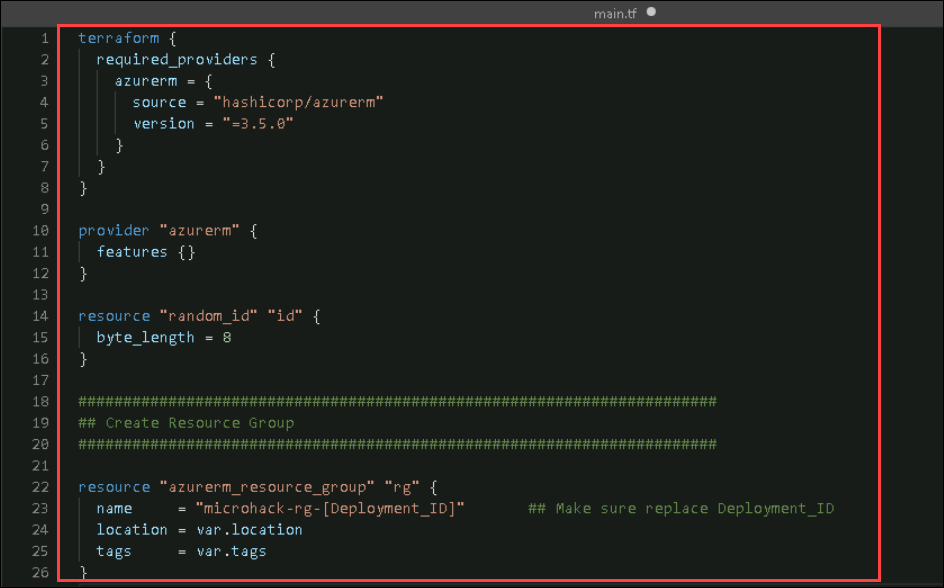 main.tf
1 terraform {
2 required_providers {
3 azurerm = {
4 source = "hashicorp/azurerm"
5 version = "=3.5.0"
6 }
7 }
8 }
9
10 provider "azurerm" {
11 features {}
12 }
13
14 resource "random_id" "id" {
15 byte_length = 8
16 }
17
18 #######################################################################
19 ## Create Resource Group
20 #######################################################################
21
22 resource "azurerm_resource_group" "rg" {
23 name     = "microhack-rg-[Deployment_ID]"       ## Make sure replace Deployment_ID
24 location = var.location
25 tags     = var.tags
26 }